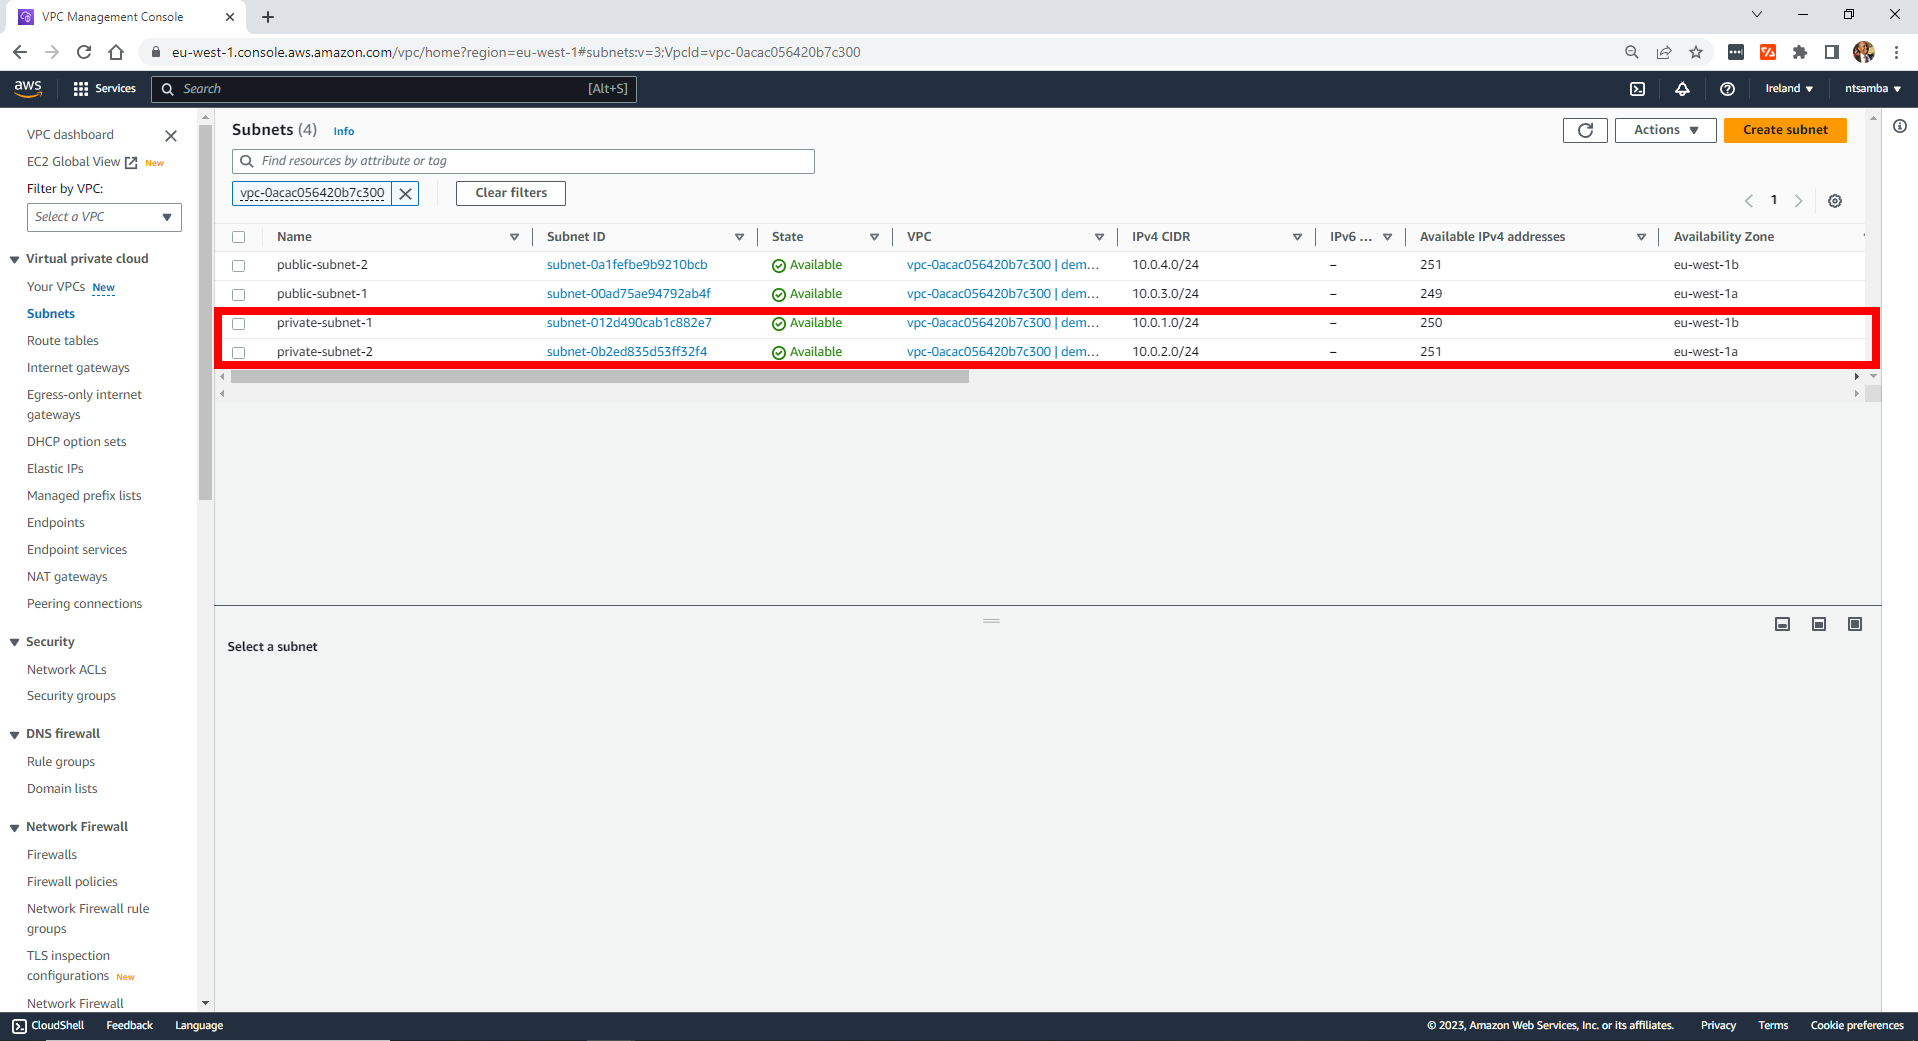 VPC Management Console
eu-west-1.console.aws.amazon.com/vpc/home?region=eu-west-1#subnets:v=3;VpcId=vpc-0acac056420b7c300
aws Services Search [Alt+S] Ireland ntsamba
VPC dashboard
EC2 Global View New
Filter by VPC:
Select a VPC
Virtual private cloud
Your VPCs New
Subnets
Route tables
Internet gateways
Egress-only internet
gateways
DHCP option sets
Elastic IPs
Managed prefix lists
Endpoints
Endpoint services
NAT gateways
Peering connections
Security
Network ACLs
Security groups
DNS firewall
Rule groups
Domain lists
Network Firewall
Firewalls
Firewall policies
Network Firewall rule
groups
TLS inspection
configurations New
Network Firewall
Subnets (4) Info
Actions Create subnet
Find resources by attribute or tag
vpc-0acac056420b7c300 Clear filters
1
Name Subnet ID State VPC IPv4 CIDR IPv6 ... Available IPv4 addresses Availability Zone
public-subnet-2 subnet-0a1fefbe9b9210bcb Available vpc-0acac056420b7c300 | dem... 10.0.4.0/24 – 251 eu-west-1b
public-subnet-1 subnet-00ad75ae94792ab4f Available vpc-0acac056420b7c300 | dem... 10.0.3.0/24 – 249 eu-west-1a
private-subnet-1 subnet-012d490cab1c882e7 Available vpc-0acac056420b7c300 | dem... 10.0.1.0/24 – 250 eu-west-1b
private-subnet-2 subnet-0b2ed835d53ff32f4 Available vpc-0acac056420b7c300 | dem... 10.0.2.0/24 – 251 eu-west-1a
Select a subnet
CloudShell Feedback Language © 2023, Amazon Web Services, Inc. or its affiliates. Privacy Terms Cookie preferences